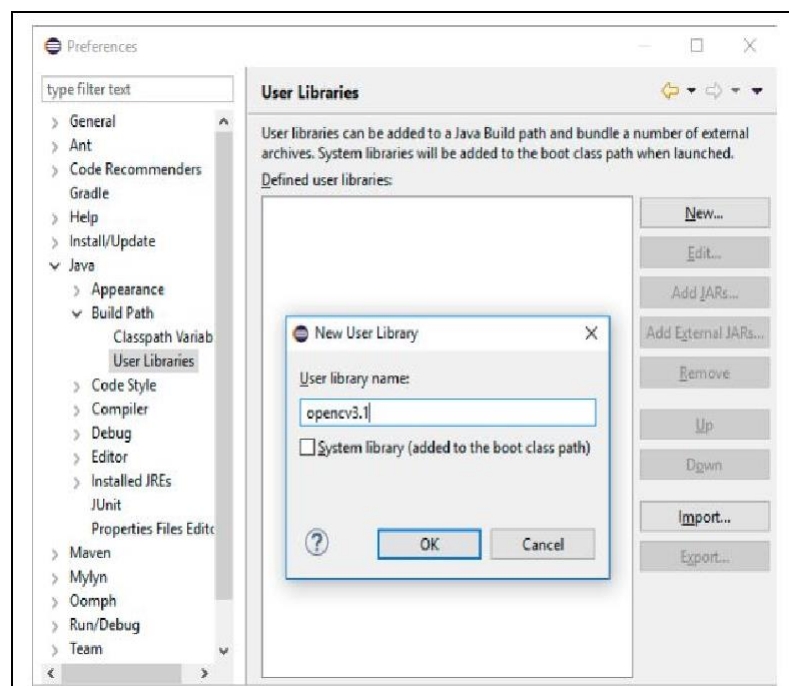 Preferences
type filter text
General
Ant
Code Recommenders
Gradle
Help
Install/Update
Java
Appearance
Build Path
Classpath Variab
User Libraries
Code Style
Compiler
Debug
Editor
Installed JREs
JUnit
Properties Files Edito
Maven
Mylyn
Oomph
Run/Debug
Team
User Libraries
User libraries can be added to a Java Build path and bundle a number of external
archives. System libraries will be added to the boot class path when launched.
Defined user libraries:
New...
Edit...
Add JARs...
Add External JARs...
Remove
Up
Down
Import...
Export...
New User Library
User library name:
opencv3.1
System library (added to the boot class path)
?
OK
Cancel